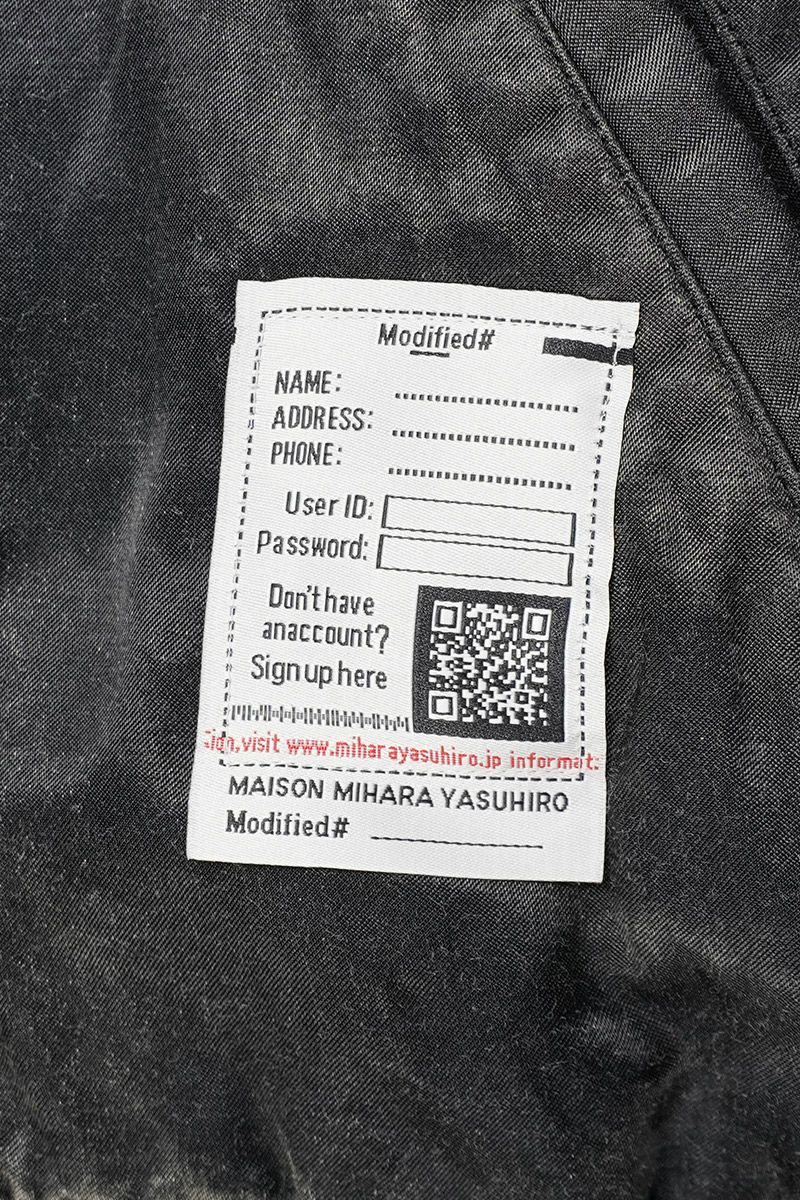 Modified#
NAME:
ADDRESS:
PHONE:
User ID:
Password:
Don't have
anaccount?
Sign up here
visit www.miharayasuhiro.jp informat:
MAISON MIHARA YASUHIRO
Modified#